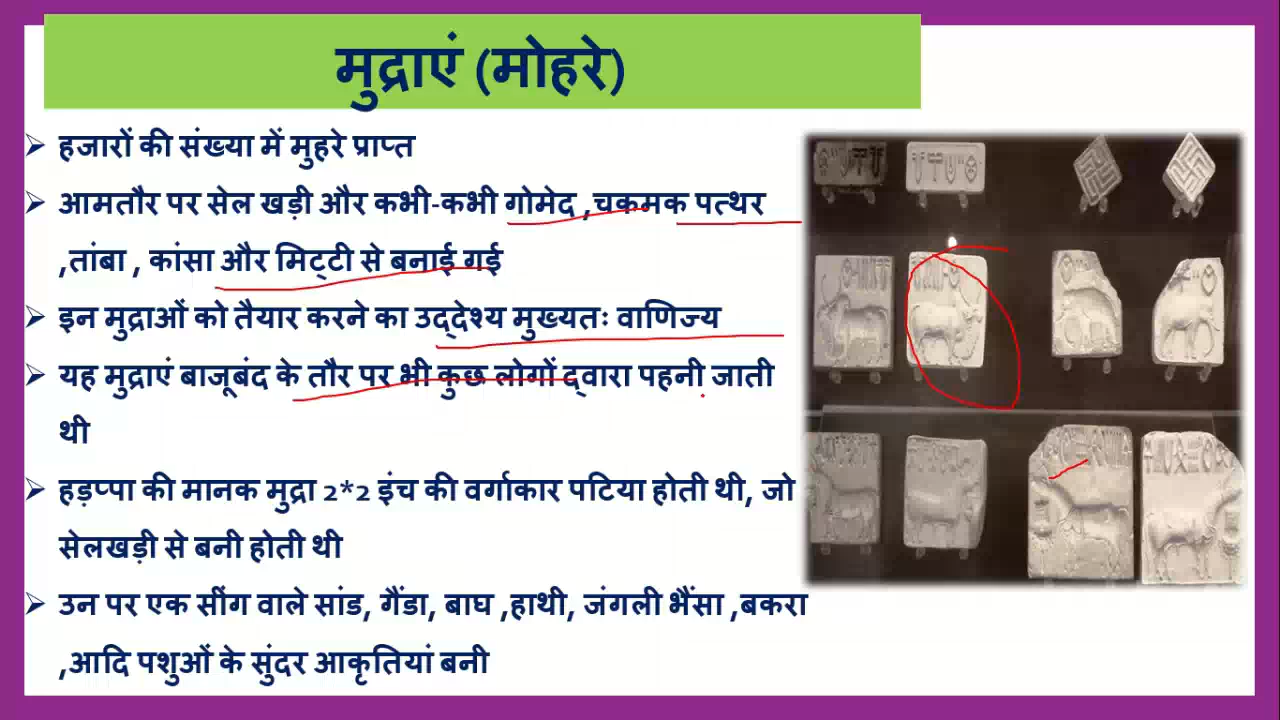 मुद्राएं (मोहरे)
हजारों की संख्या में मुहरे प्राप्त
आमतौर पर सेल खड़ी और कभी-कभी गोमेद ,चकमक पत्थर
,तांबा , कांसा और मिट्टी से बनाई गई
इन मुद्राओं को तैयार करने का उद्देश्य मुख्यतः वाणिज्य
यह मुद्राएं बाजूबंद के तौर पर भी कुछ लोगों द्वारा पहनी जाती
थी
हड़प्पा की मानक मुद्रा 2*2 इंच की वर्गाकार पटिया होती थी, जो
सेलखड़ी से बनी होती थी
उन पर एक सींग वाले सांड, गैंडा, बाघ ,हाथी, जंगली भैंसा ,बकरा
,आदि पशुओं के सुंदर आकृतियां बनी